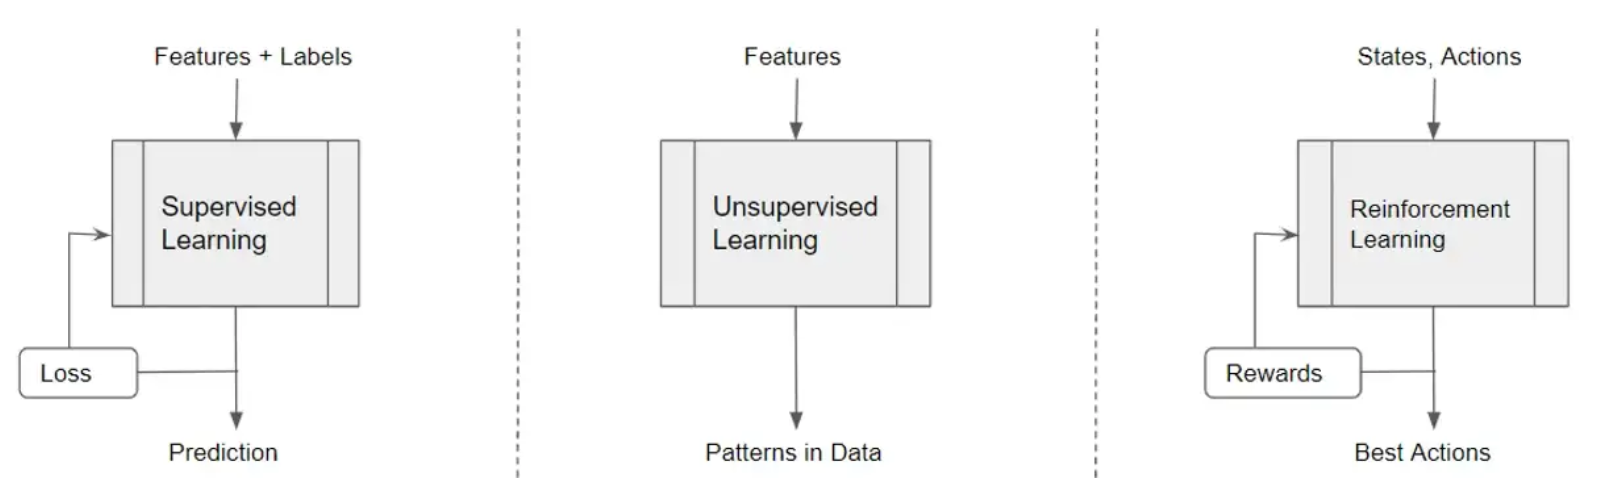 Features + Labels
Supervised
Learning
Loss
Prediction
Features
Unsupervised
Learning
Patterns in Data
States, Actions
Reinforcement
Learning
Rewards
Best Actions